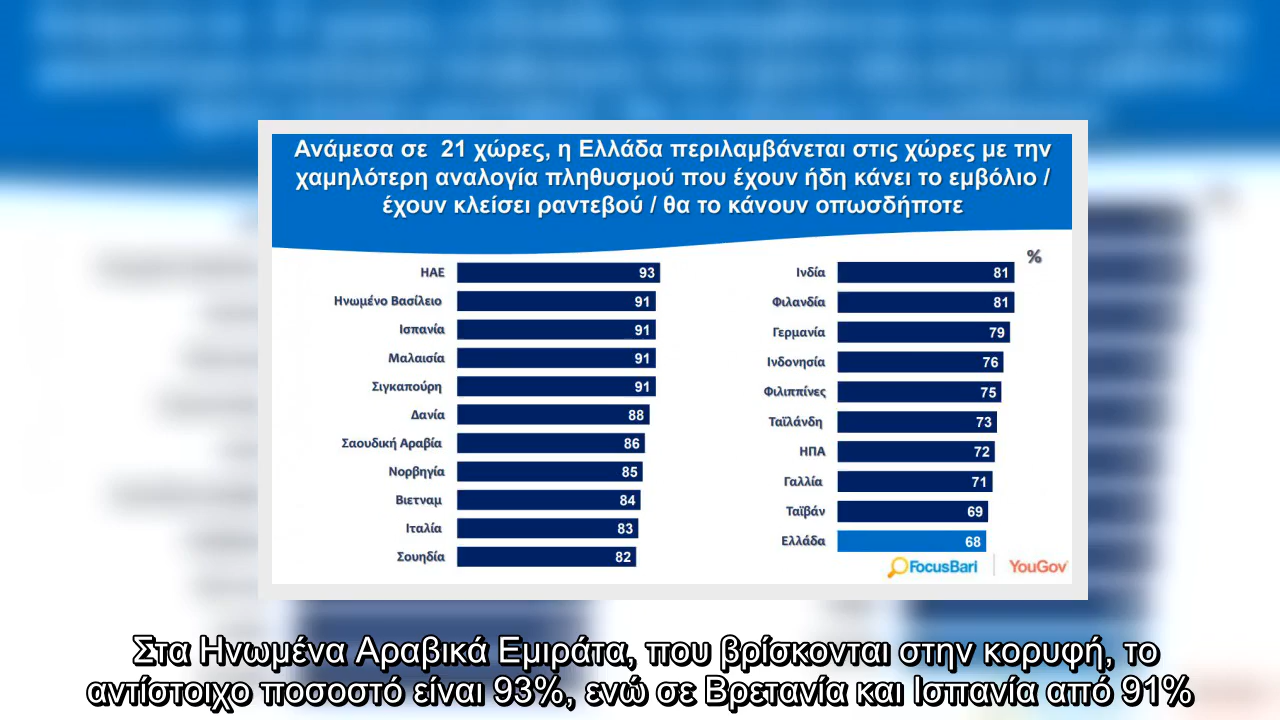 Ανάμεσα σε 21 χώρες, η Ελλάδα περιλαμβάνεται στις χώρες με την
χαμηλότερη αναλογία πληθυσμού που έχουν ήδη κάνει το εμβόλιο /
έχουν κλείσει ραντεβού / θα το κάνουν οπωσδήποτε
%
ΗΑΕ 93
Ηνωμένο Βασίλειο 91
Ισπανία 91
Μαλαισία 91
Σιγκαπούρη 91
Δανία 88
Σαουδική Αραβία 86
Νορβηγία 85
Βιετναμ 84
Ιταλία 83
Σουηδία 82
Ινδία 81
Φιλανδία 81
Γερμανία 79
Ινδονησία 76
Φιλιππίνες 75
Ταϊλάνδη 73
ΗΠΑ 72
Γαλλία 71
Ταϊβάν 69
Ελλάδα 68
FocusBari | YouGov
Στα Ηνωμένα Αραβικά Εμιράτα, που βρίσκονται στην κορυφή, το
αντίστοιχο ποσοστό είναι 93%, ενώ σε Βρετανία και Ισπανία από 91%